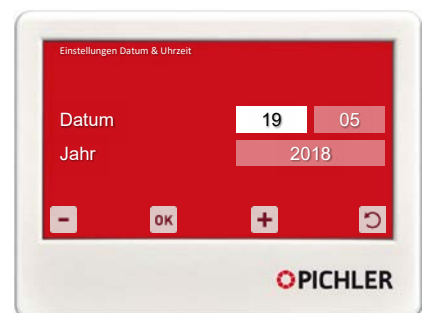 Einstellungen Datum & Uhrzeit
Datum 19 05
Jahr 2018
- OK +
PICHLER